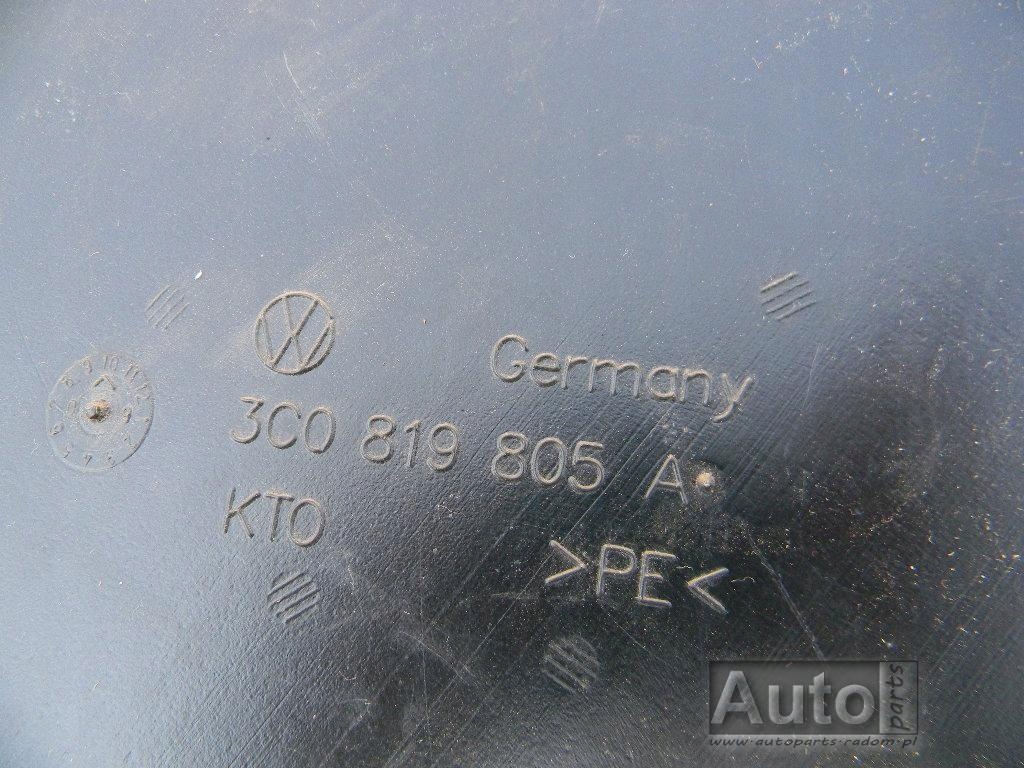 Germany
3C0 819 805 A
KTO
>PE<
Auto parts
www.autoparts-radom.pl